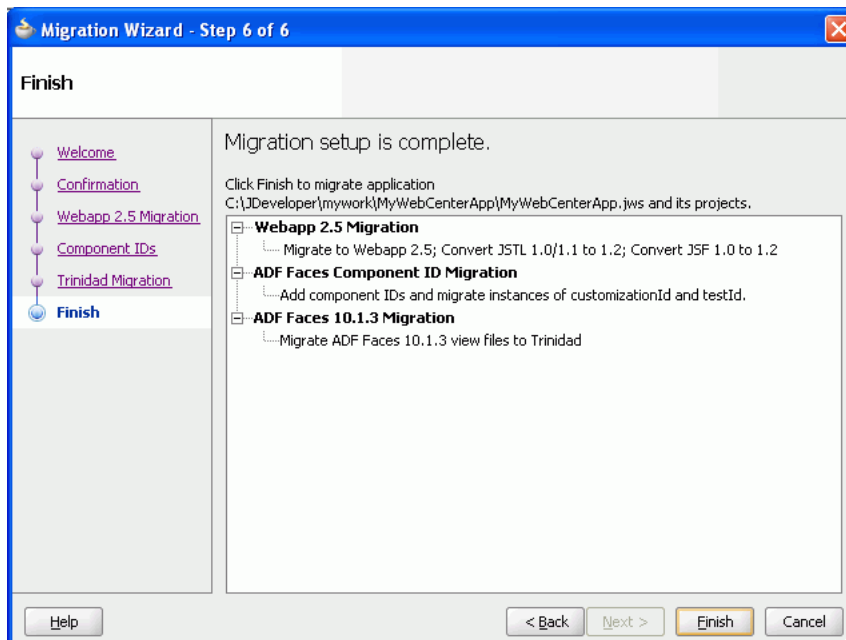 Migration Wizard - Step 6 of 6
Finish
Welcome
Confirmation
Webapp 2.5 Migration
Component IDs
Trinidad Migration
Finish
Migration setup is complete.
Click Finish to migrate application
C:\JDeveloper\mywork\MyWebCenterApp\MyWebCenterApp.jws and its projects.
Webapp 2.5 Migration
Migrate to Webapp 2.5; Convert JSTL 1.0/1.1 to 1.2; Convert JSF 1.0 to 1.2
ADF Faces Component ID Migration
Add component IDs and migrate instances of customizationId and testId.
ADF Faces 10.1.3 Migration
Migrate ADF Faces 10.1.3 view files to Trinidad
Help < Back Next > Finish Cancel